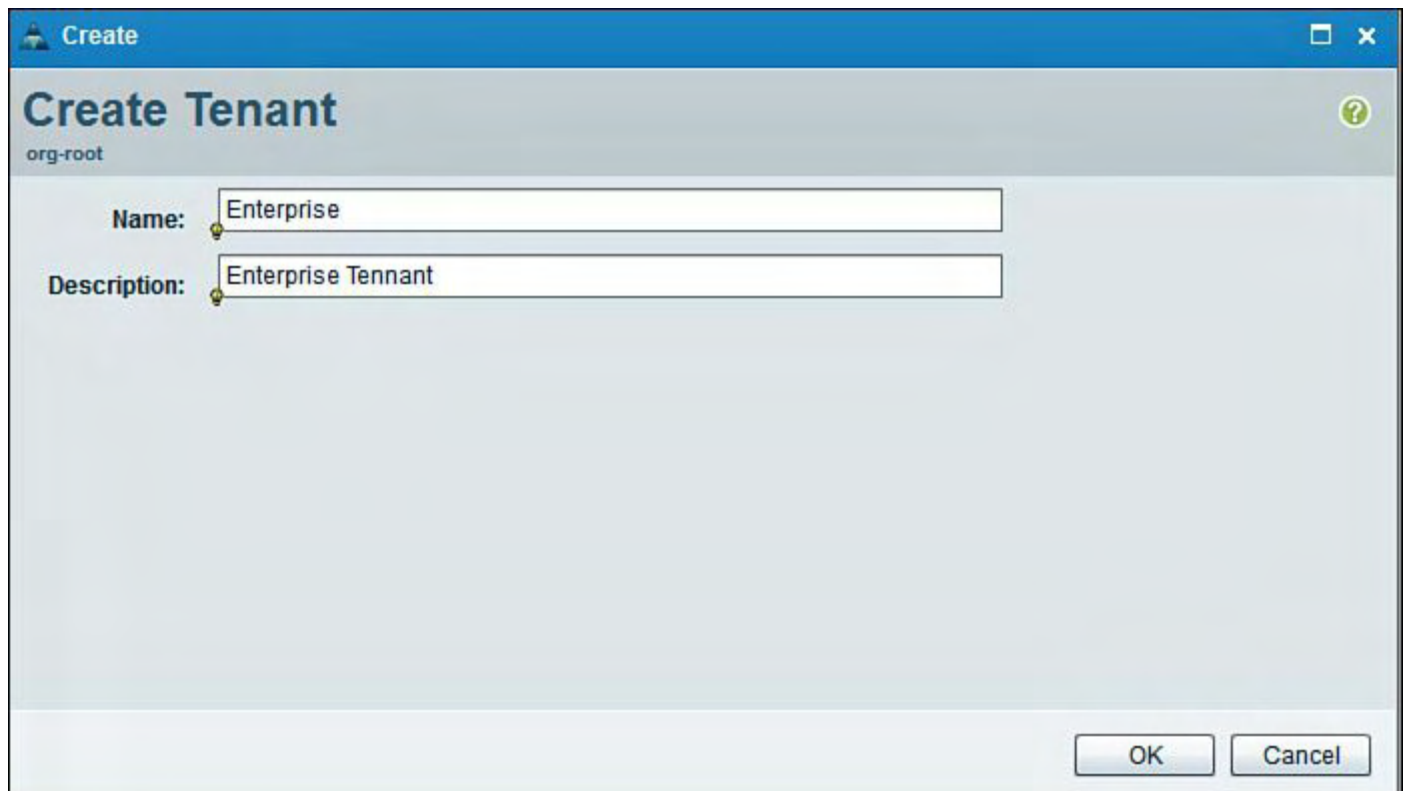 Create
Create Tenant
org-root
Name: Enterprise
Description: Enterprise Tennant
OK Cancel